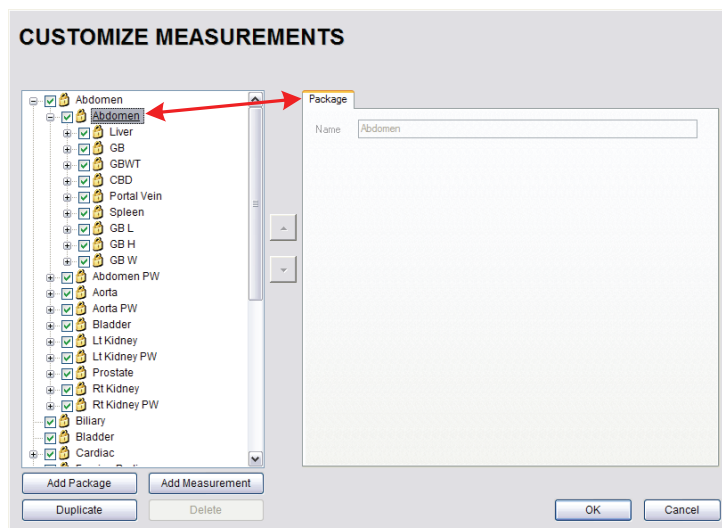 CUSTOMIZE MEASUREMENTS
Abdomen
Abdomen
Liver
GB
GBWT
CBD
Portal Vein
Spleen
GB L
GB H
GB W
Abdomen PW
Aorta
Aorta PW
Bladder
Lt Kidney
Lt Kidney PW
Prostate
Rt Kidney
Rt Kidney PW
Biliary
Bladder
Cardiac
Add Package
Add Measurement
Duplicate
Delete
Package
Name
Abdomen
OK
Cancel